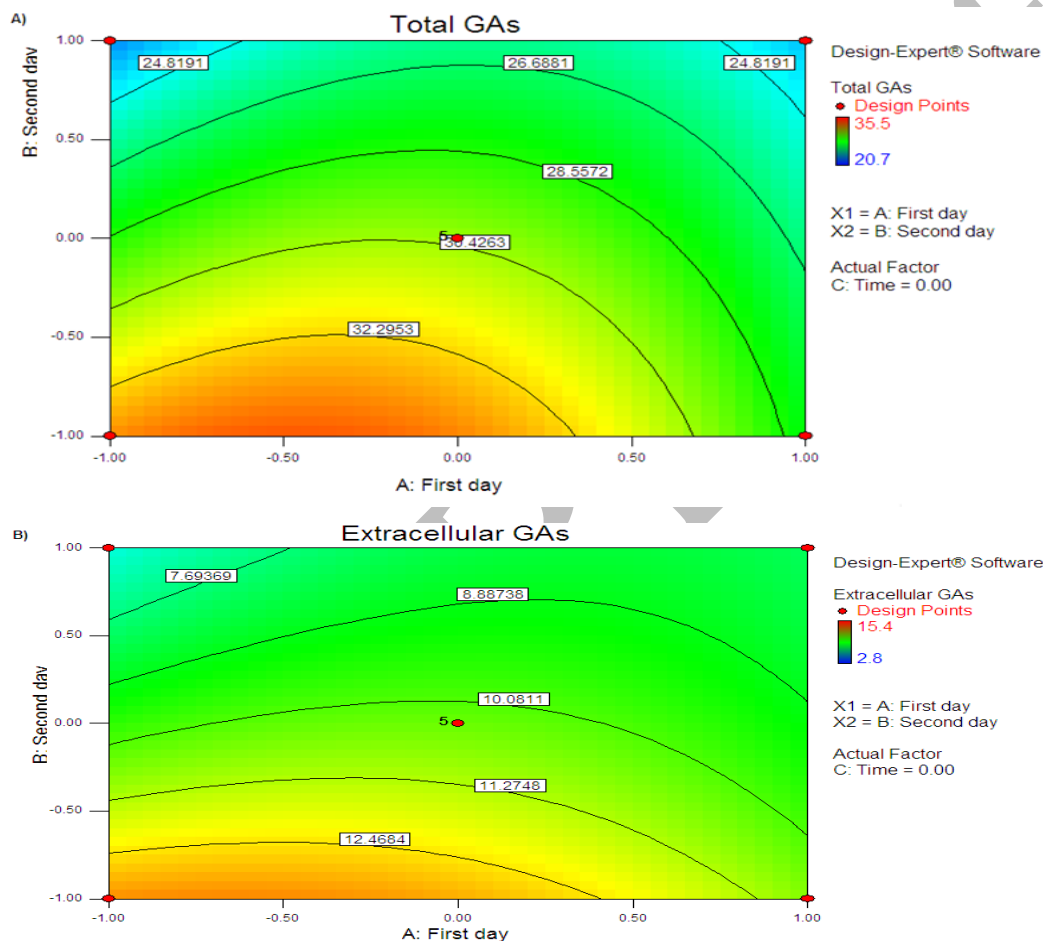 A)
Total GAs
B: Second day
1.00
0.50
0.00
-0.50
-1.00
24.8191
26.6881
24.8191
28.5572
5
30.4263
32.2953
-1.00 -0.50 0.00 0.50 1.00
A: First day
Design-Expert® Software
Total GAs
Design Points
35.5
20.7
X1 = A: First day
X2 = B: Second day
Actual Factor
C: Time = 0.00
B)
Extracellular GAs
B: Second day
1.00
0.50
0.00
-0.50
-1.00
7.69369
8.88738
10.0811
5
11.2748
12.4684
-1.00 -0.50 0.00 0.50 1.00
A: First day
Design-Expert® Software
Extracellular GAs
Design Points
15.4
2.8
X1 = A: First day
X2 = B: Second day
Actual Factor
C: Time = 0.00